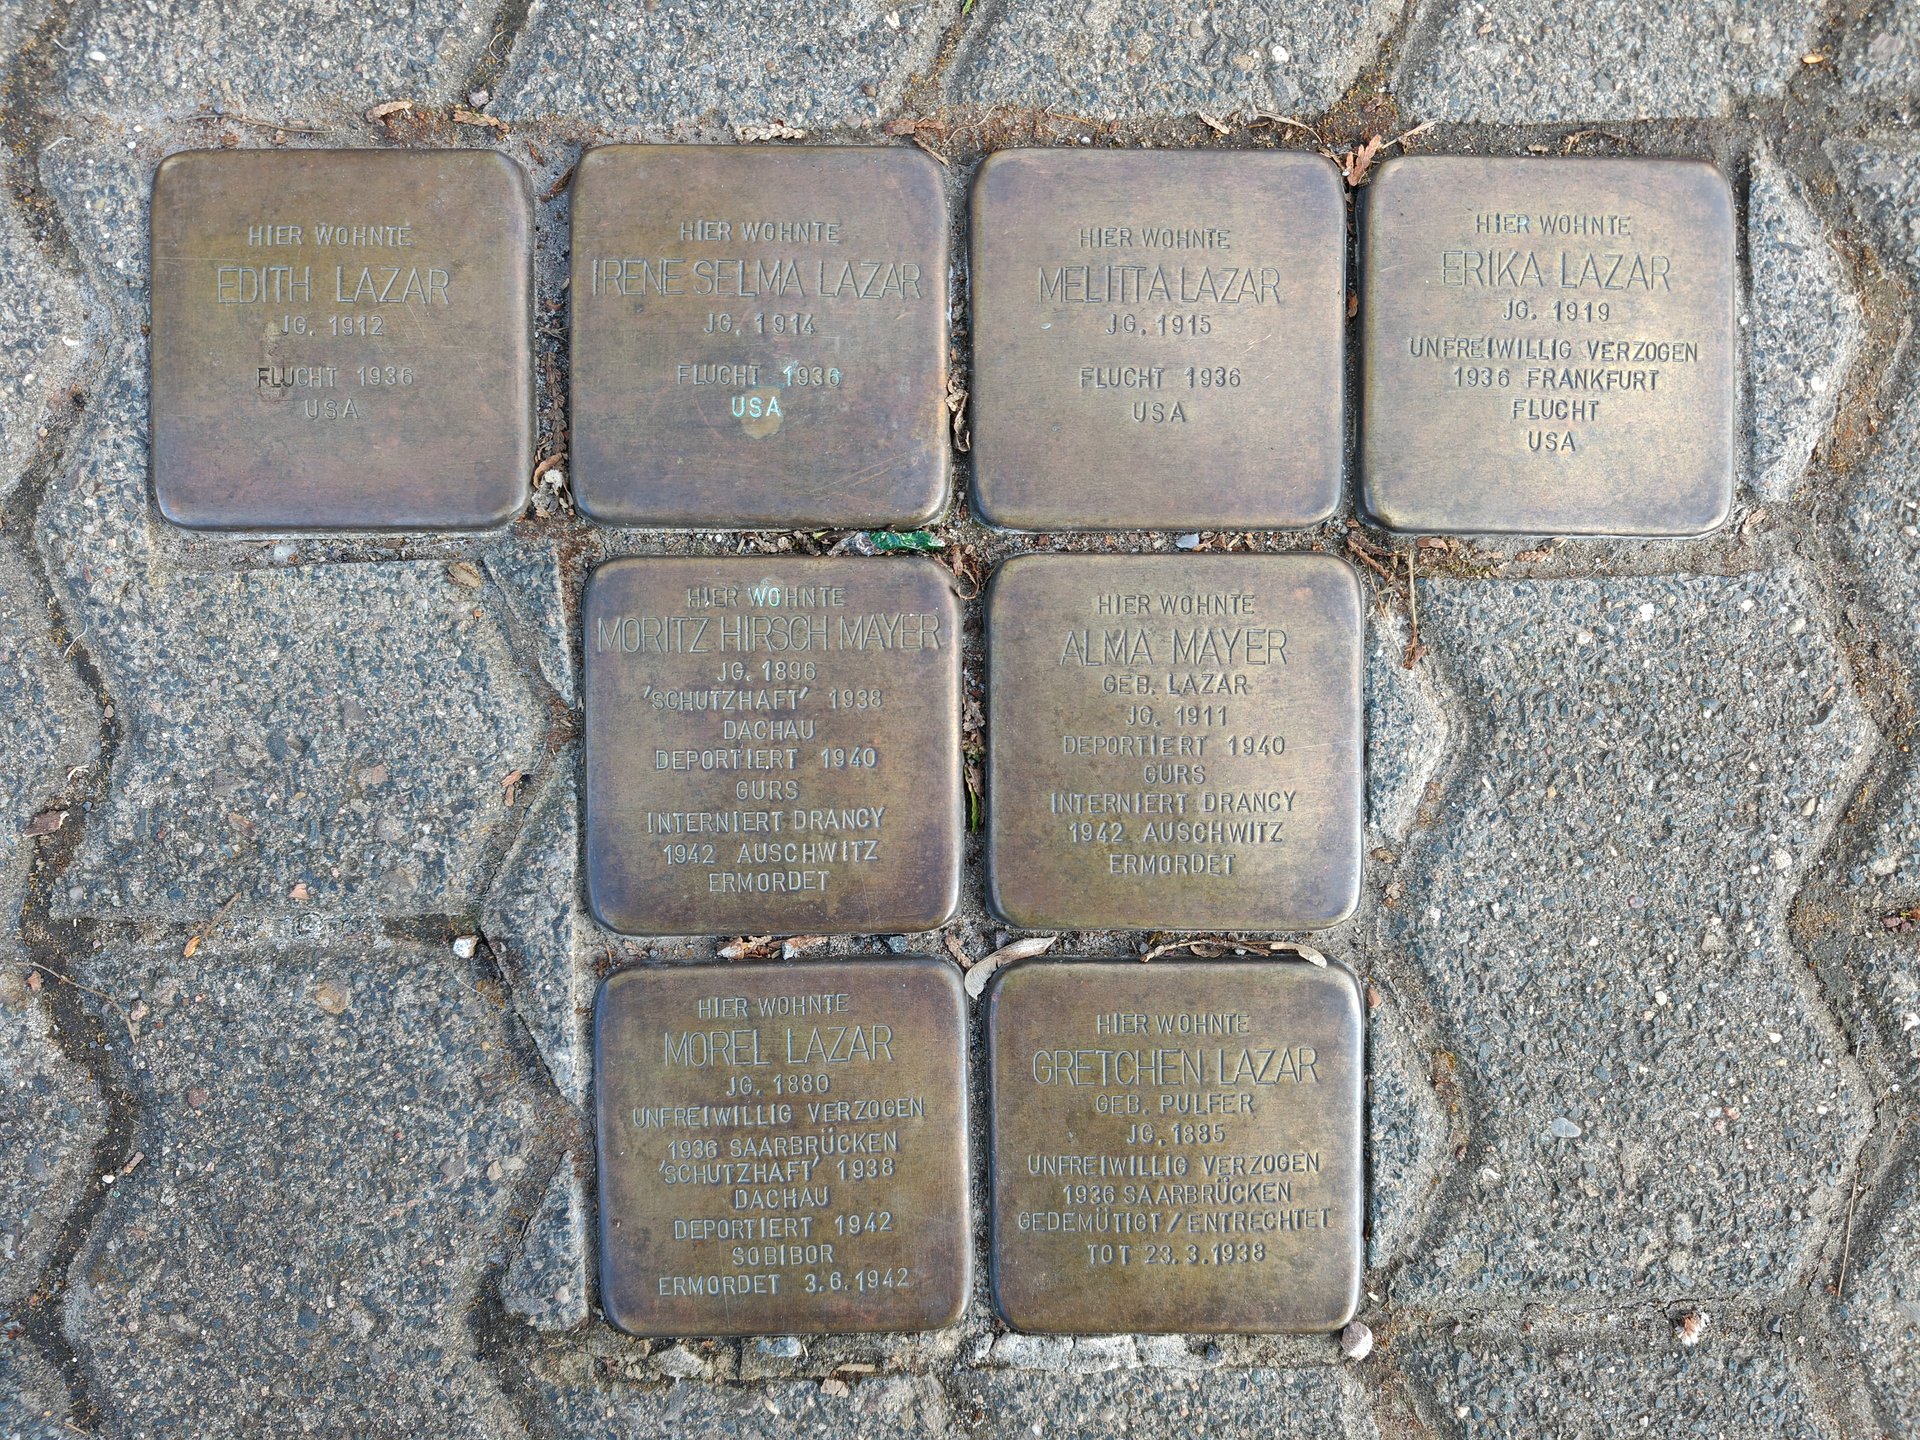 HIER WOHNTE
EDITH LAZAR
JG. 1912
FLUCHT 1936
USA
HIER WOHNTE
IRENE SELMA LAZAR
JG. 1914
FLUCHT 1936
USA
HIER WOHNTE
MELITTA LAZAR
JG. 1915
FLUCHT 1936
USA
HIER WOHNTE
ERIKA LAZAR
JG. 1919
UNFREIWILLIG VERZOGEN
1936 FRANKFURT
FLUCHT
USA
HIER WOHNTE
MORITZ HIRSCH MAYER
JG. 1896
'SCHUTZHAFT' 1938
DACHAU
DEPORTIERT 1940
GURS
INTERNIERT DRANCY
1942 AUSCHWITZ
ERMORDET
HIER WOHNTE
ALMA MAYER
GEB. LAZAR
JG. 1911
DEPORTIERT 1940
GURS
INTERNIERT DRANCY
1942 AUSCHWITZ
ERMORDET
HIER WOHNTE
MOREL LAZAR
JG. 1880
UNFREIWILLIG VERZOGEN
1936 SAARBRÜCKEN
'SCHUTZHAFT' 1938
DACHAU
DEPORTIERT 1942
SOBIBOR
ERMORDET 3.6.1942
HIER WOHNTE
GRETCHEN LAZAR
GEB. PULFER
JG. 1885
UNFREIWILLIG VERZOGEN
1936 SAARBRÜCKEN
GEDEMÜTIGT / ENTRECHTET
TOT 23.3.1938